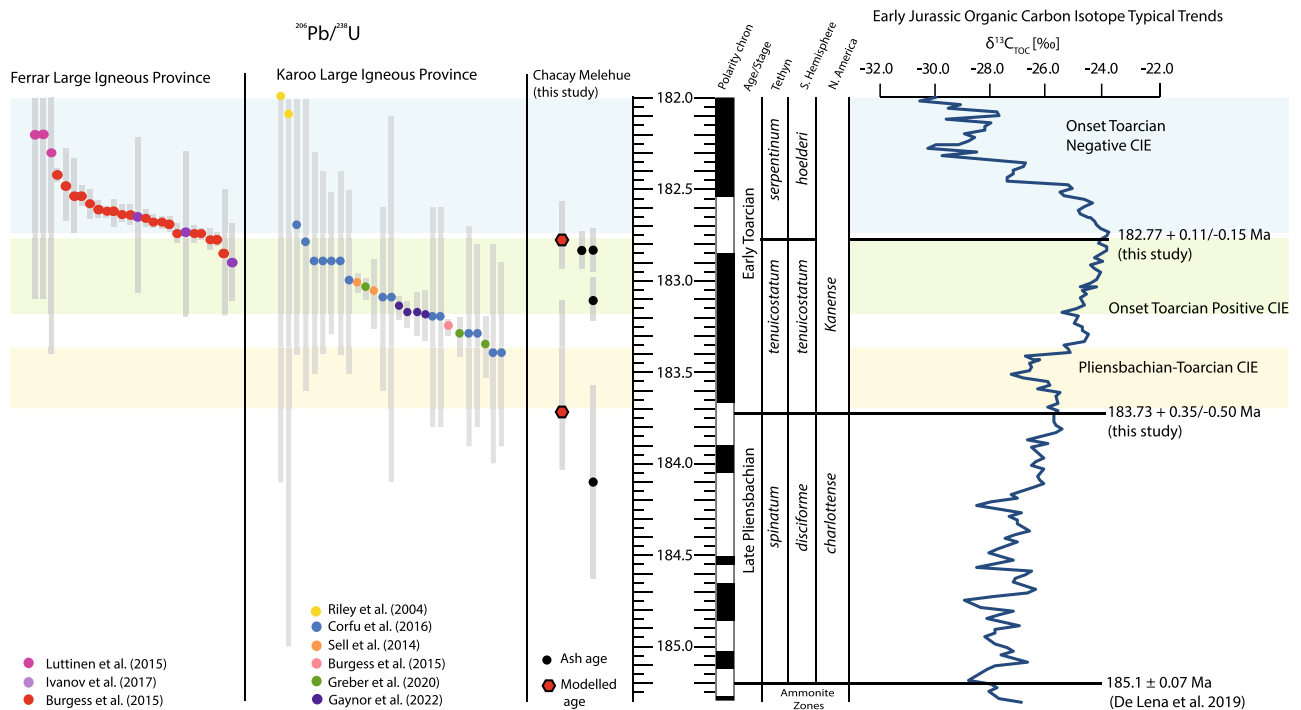 Early Jurassic Organic Carbon Isotope Typical Trends
²⁰⁶Pb/²³⁸U
δ¹³C_TOC [‰]
Ferrar Large Igneous Province
Karoo Large Igneous Province
Chacay Melehue
(this study)
Polarity chron
Age/Stage
Tethyn
S. Hemisphere
N. America
-32.0 -30.0 -28.0 -26.0 -24.0 -22.0
182.0
182.5
183.0
183.5
184.0
184.5
185.0
Early Toarcian
Late Pliensbachian
serpentinum
tenuicostatum
spinatum
hoelderi
tenuicostatum
disciforme
Kanense
charlottense
Ammonite
Zones
Onset Toarcian
Negative CIE
182.77 + 0.11/-0.15 Ma
(this study)
Onset Toarcian Positive CIE
Pliensbachian-Toarcian CIE
183.73 + 0.35/-0.50 Ma
(this study)
185.1 ± 0.07 Ma
(De Lena et al. 2019)
Luttinen et al. (2015)
Ivanov et al. (2017)
Burgess et al. (2015)
Riley et al. (2004)
Corfu et al. (2016)
Sell et al. (2014)
Burgess et al. (2015)
Greber et al. (2020)
Gaynor et al. (2022)
Ash age
Modelled
age